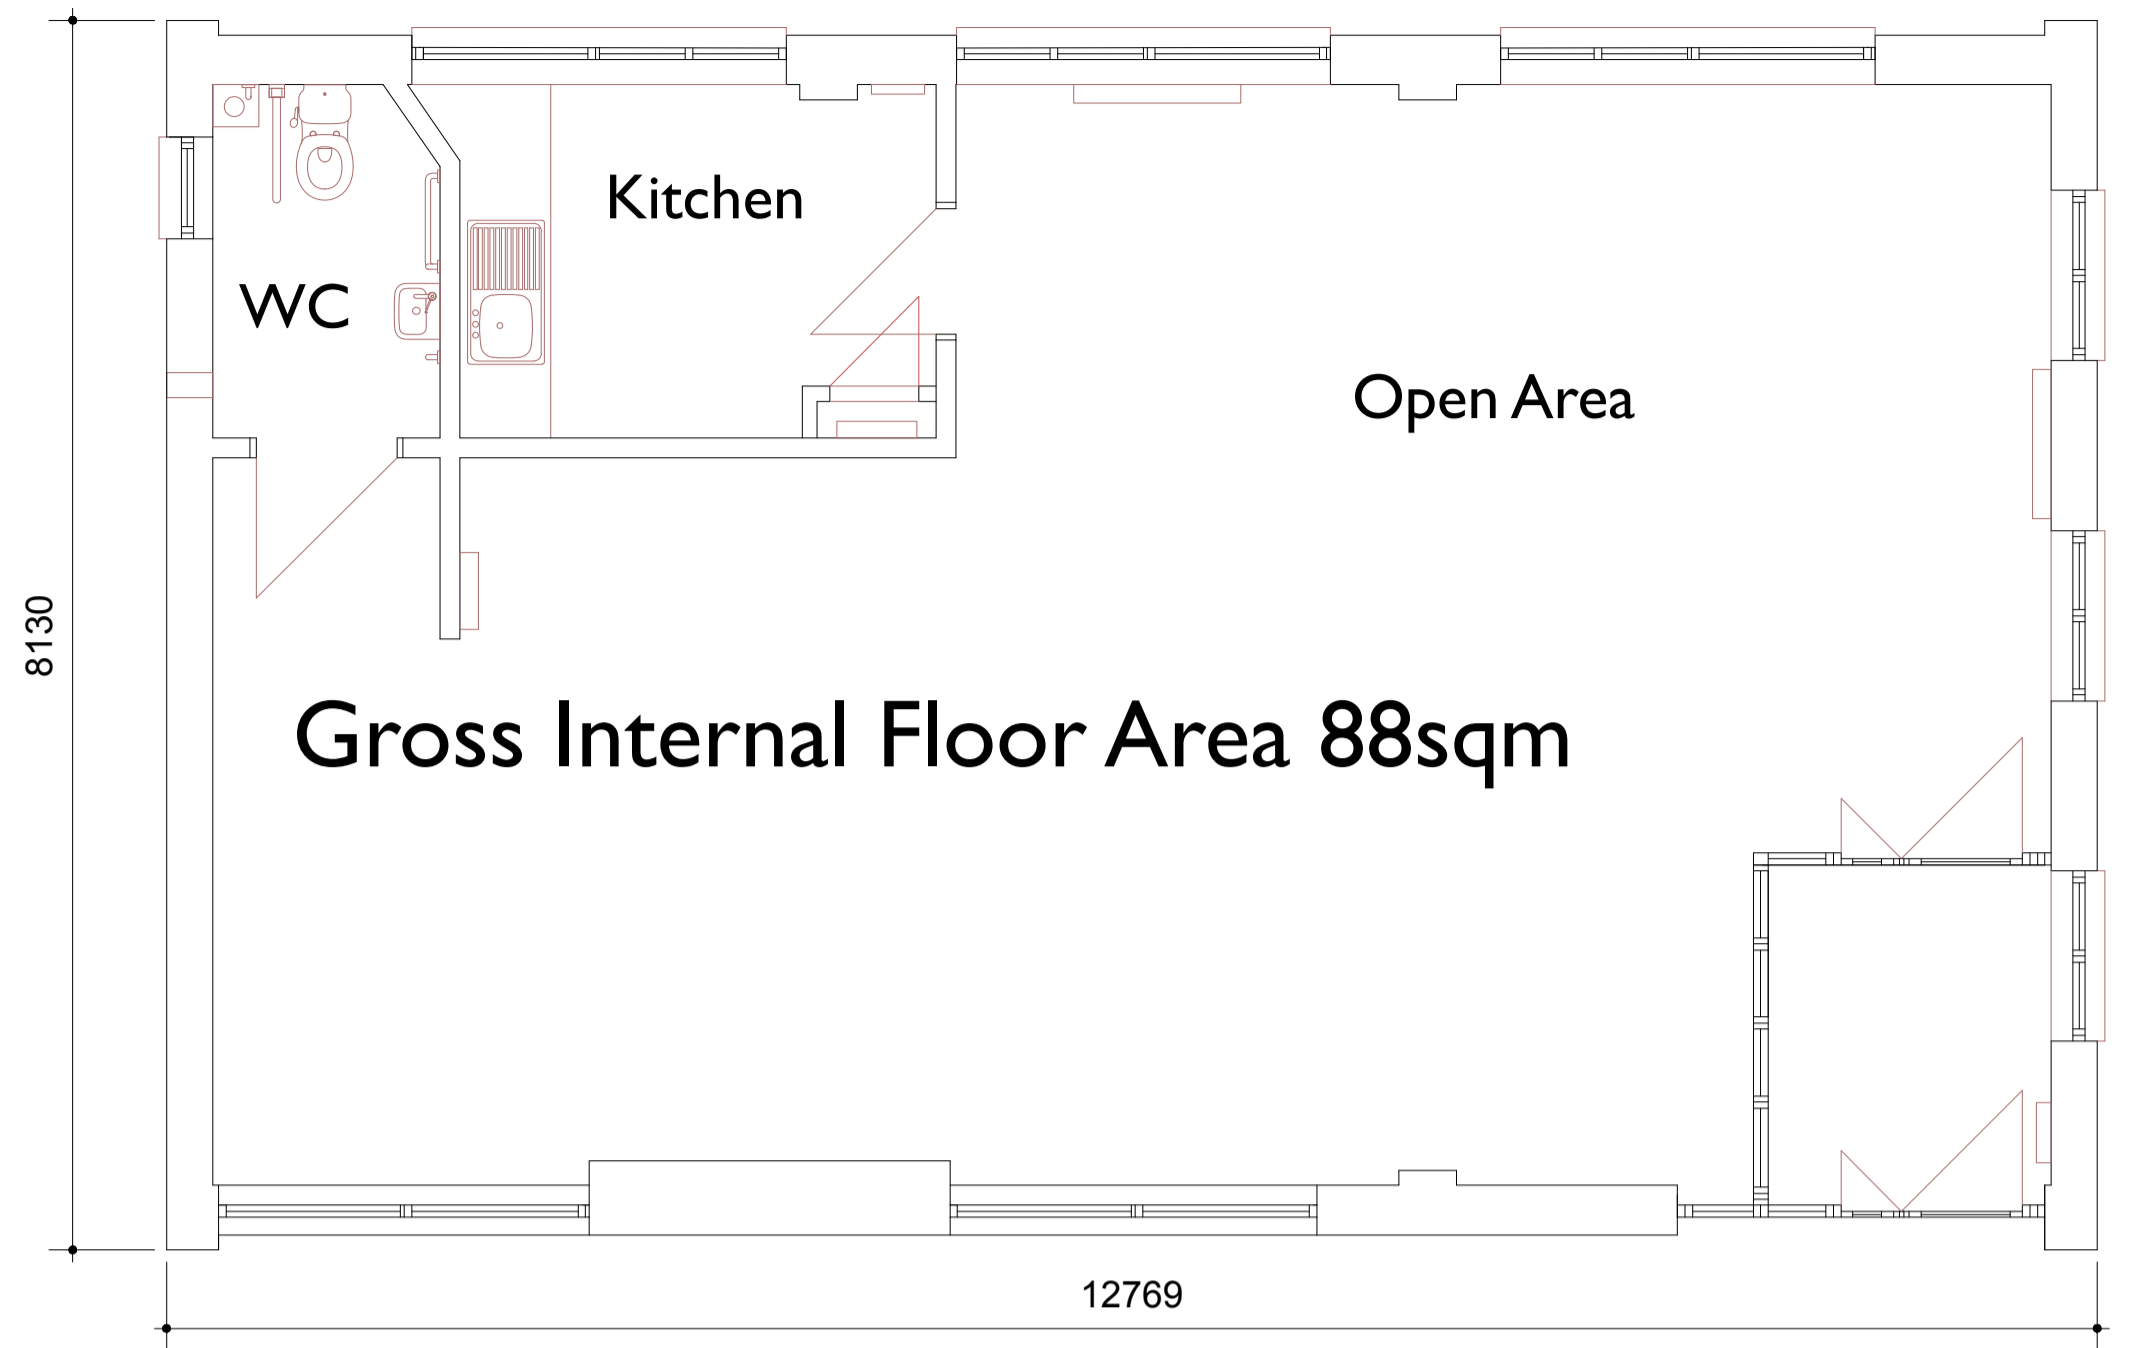 Kitchen
WC
Open Area
8130
Gross Internal Floor Area 88sqm
12769